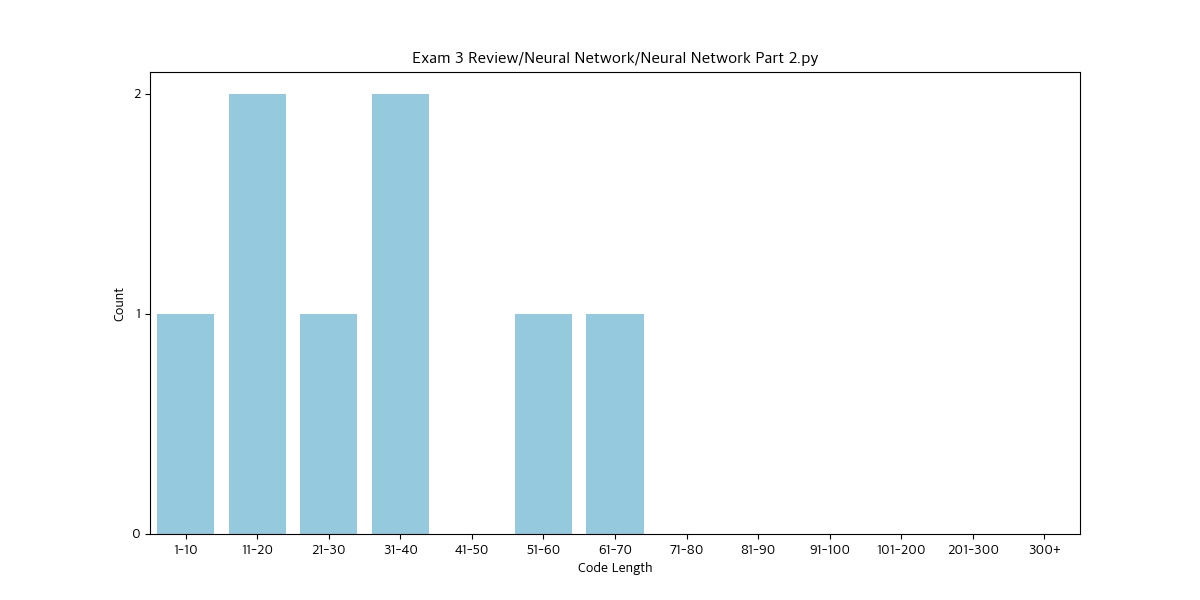 Exam 3 Review/Neural Network/Neural Network Part 2.py
2
1
0
Count
1-10 11-20 21-30 31-40 41-50 51-60 61-70 71-80 81-90 91-100 101-200 201-300 300+
Code Length